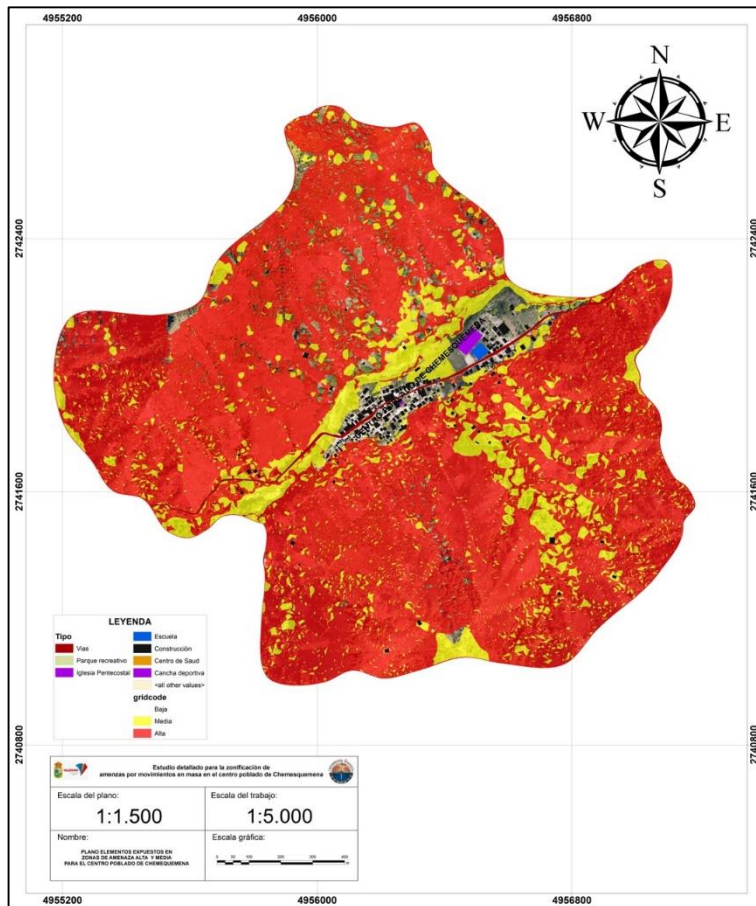 4955200 4956000 4956800
N
W E
S
2742400 2742400
2741600 2741600
LEYENDA
Tipo
Vias
Parque recreativo
Iglesia Pentecostal
Escuela
Construcción
Centro de Saud
Cancha deportiva
<all other values>
gridcode
Baja
Media
Alta
2740800 2740800
Estudio detallado para la zonificación de
amenzas por movimientos en masa en el centro poblado de Chemesquemena
Escala del plano:
1:1.500
Escala del trabajo:
1:5.000
Nombre:
PLANO ELEMENTOS EXPUESTOS EN
ZONAS DE AMENAZA ALTA Y MEDIA
PARA EL CENTRO POBLADO DE CHEMEQUEMENA
Escala gráfica:
4955200 4956000 4956800